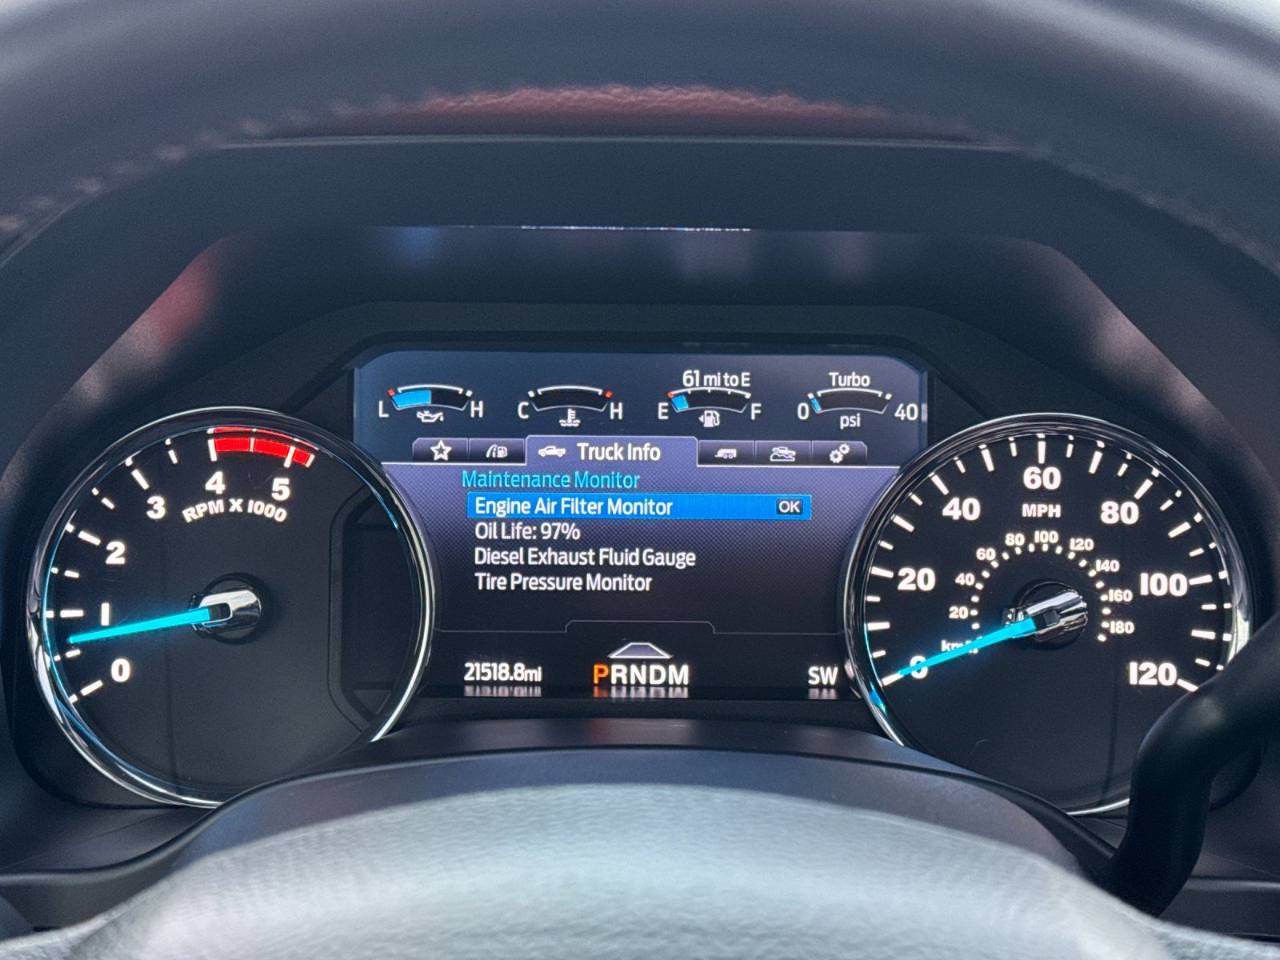 61 mi to E
Turbo
L H
C H
E F
0 40
psi
Truck Info
Maintenance Monitor
Engine Air Filter Monitor OK
Oil Life: 97%
Diesel Exhaust Fluid Gauge
Tire Pressure Monitor
21518.8mi
PRNDM
SW
0
1
2
3
4
5
RPM X 1000
0
20
40
60
80
100
120
MPH
20
40
60
80
100
120
140
160
180